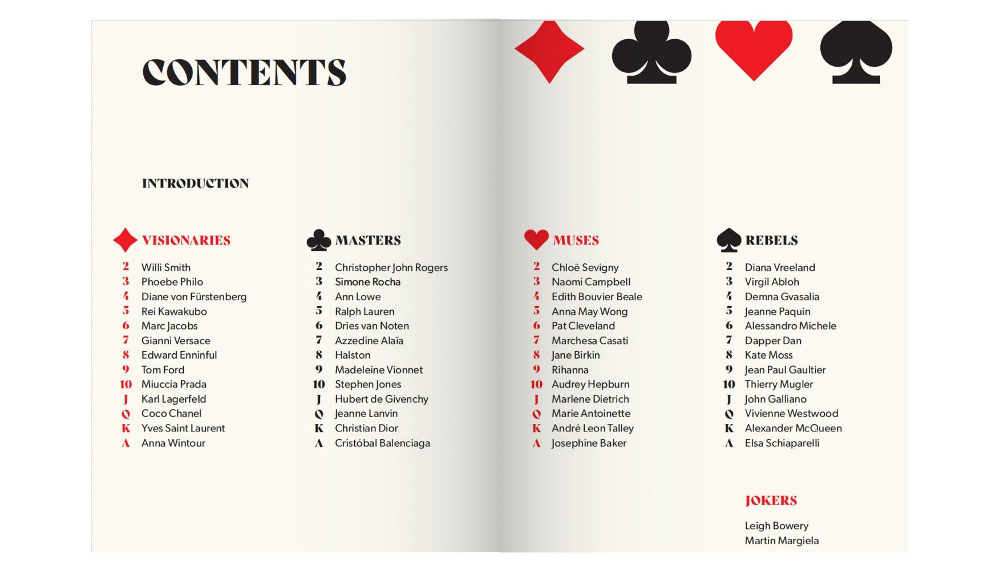 CONTENTS
INTRODUCTION
VISIONARIES
2 Willi Smith
3 Phoebe Philo
4 Diane von Fürstenberg
5 Rei Kawakubo
6 Marc Jacobs
7 Gianni Versace
8 Edward Enninful
9 Tom Ford
10 Miuccia Prada
J Karl Lagerfeld
Q Coco Chanel
K Yves Saint Laurent
A Anna Wintour
MASTERS
2 Christopher John Rogers
3 Simone Rocha
4 Ann Lowe
5 Ralph Lauren
6 Dries van Noten
7 Azzedine Alaïa
8 Halston
9 Madeleine Vionnet
10 Stephen Jones
J Hubert de Givenchy
Q Jeanne Lanvin
K Christian Dior
A Cristóbal Balenciaga
MUSES
2 Chloë Sevigny
3 Naomi Campbell
4 Edith Bouvier Beale
5 Anna May Wong
6 Pat Cleveland
7 Marchesa Casati
8 Jane Birkin
9 Rihanna
10 Audrey Hepburn
J Marlene Dietrich
Q Marie Antoinette
K André Leon Talley
A Josephine Baker
REBELS
2 Diana Vreeland
3 Virgil Abloh
4 Demna Gvasalia
5 Jeanne Paquin
6 Alessandro Michele
7 Dapper Dan
8 Kate Moss
9 Jean Paul Gaultier
10 Thierry Mugler
J John Galliano
Q Vivienne Westwood
K Alexander McQueen
A Elsa Schiaparelli
JOKERS
Leigh Bowery
Martin Margiela